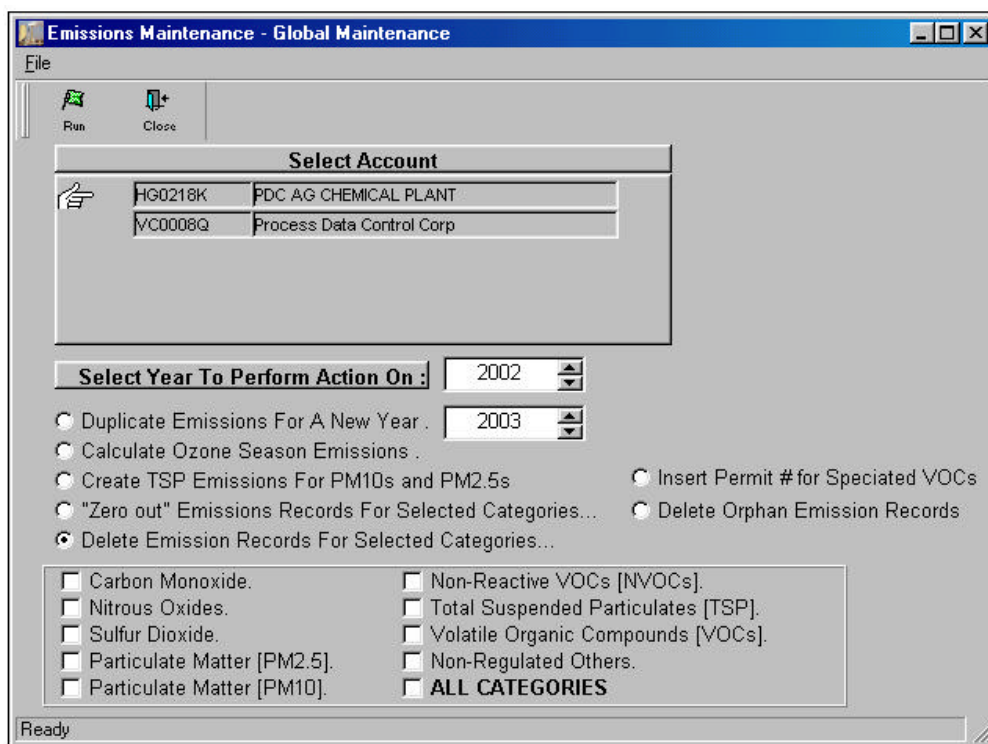 Emissions Maintenance - Global Maintenance
File
Run Close
Select Account
HG0218K PDC AG CHEMICAL PLANT
VC0008Q Process Data Control Corp
Select Year To Perform Action On : 2002
Duplicate Emissions For A New Year . 2003
Calculate Ozone Season Emissions .
Create TSP Emissions For PM10s and PM2.5s Insert Permit # for Speciated VOCs
"Zero out" Emissions Records For Selected Categories... Delete Orphan Emission Records
Delete Emission Records For Selected Categories...
Carbon Monoxide. Non-Reactive VOCs [NVOCs].
Nitrous Oxides. Total Suspended Particulates [TSP].
Sulfur Dioxide. Volatile Organic Compounds [VOCs].
Particulate Matter [PM2.5]. Non-Regulated Others.
Particulate Matter [PM10]. ALL CATEGORIES
Ready